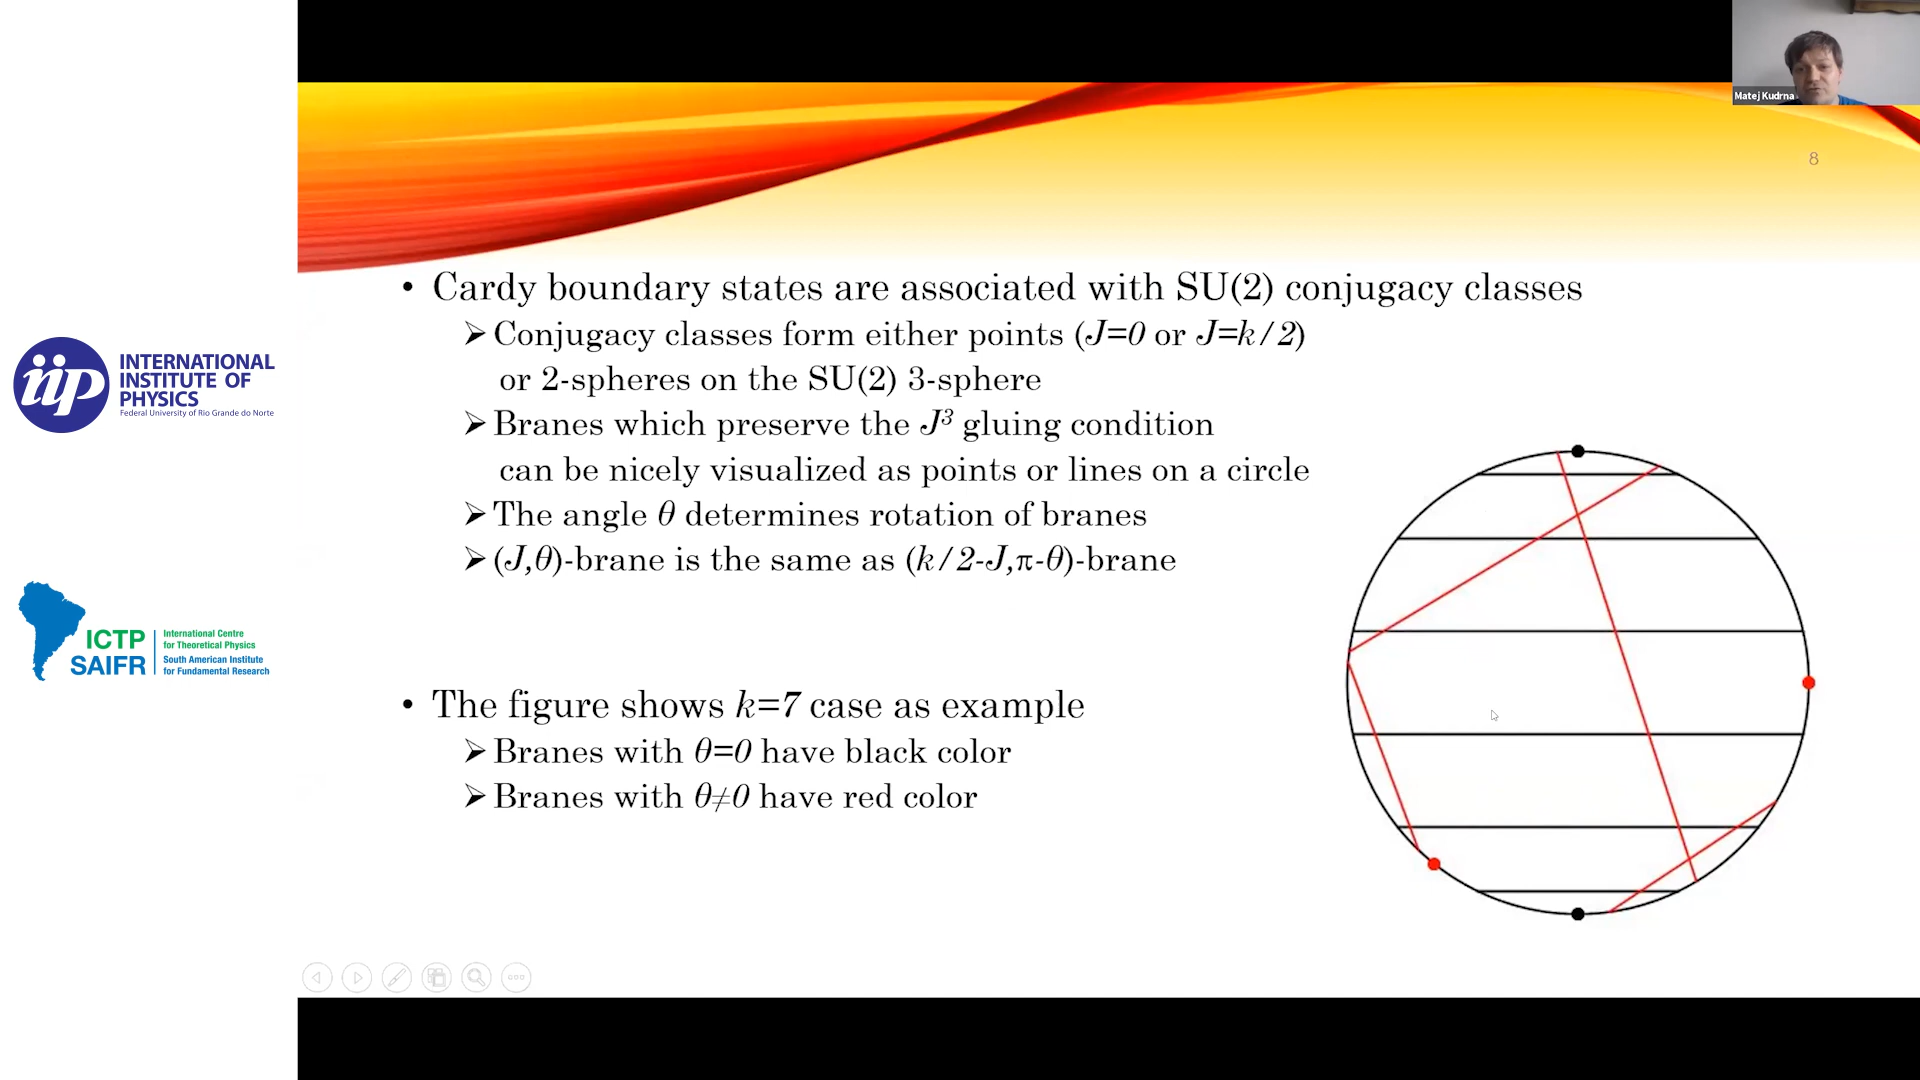 Matej Kudrna
8
• Cardy boundary states are associated with SU(2) conjugacy classes
➢Conjugacy classes form either points (J=0 or J=k/2)
or 2-spheres on the SU(2) 3-sphere
➢Branes which preserve the J³ gluing condition
can be nicely visualized as points or lines on a circle
➢The angle θ determines rotation of branes
➢(J,θ)-brane is the same as (k/2-J,π-θ)-brane
• The figure shows k=7 case as example
➢Branes with θ=0 have black color
➢Branes with θ≠0 have red color
iip
INTERNATIONAL
INSTITUTE OF
PHYSICS
Federal University of Rio Grande do Norte
ICTP
SAIFR
International Centre
for Theoretical Physics
South American Institute
for Fundamental Research